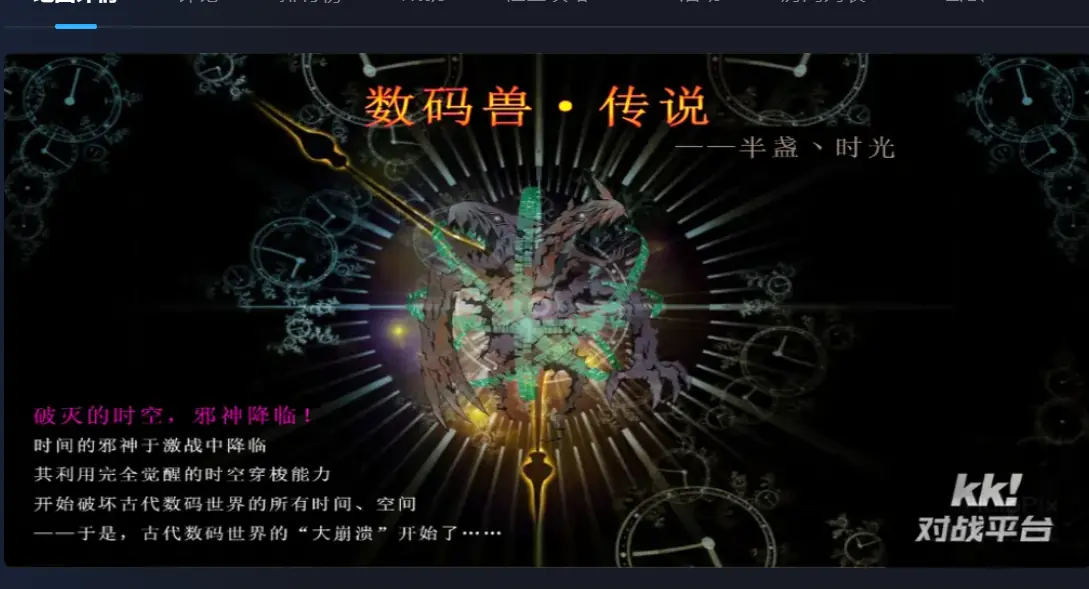 数码兽·传说
——半盏丶时光
破灭的时空，邪神降临！
时间的邪神于激战中降临
其利用完全觉醒的时空穿梭能力
开始破坏古代数码世界的所有时间、空间
——于是，古代数码世界的“大崩溃”开始了……
kk!
对战平台